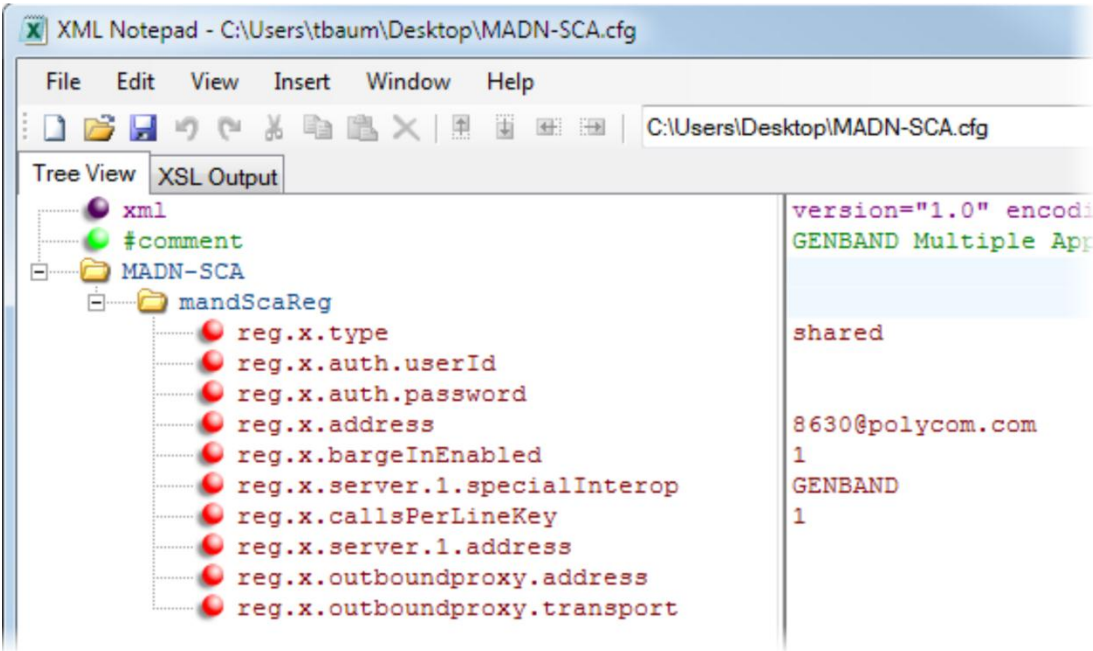 XML Notepad - C:\Users\tbaum\Desktop\MADN-SCA.cfg
File Edit View Insert Window Help
C:\Users\Desktop\MADN-SCA.cfg
Tree View XSL Output
xml version="1.0" encodi
#comment GENBAND Multiple App
MADN-SCA
mandScaReg
reg.x.type shared
reg.x.auth.userId
reg.x.auth.password
reg.x.address 8630@polycom.com
reg.x.bargeInEnabled 1
reg.x.server.1.specialInterop GENBAND
reg.x.callsPerLineKey 1
reg.x.server.1.address
reg.x.outboundproxy.address
reg.x.outboundproxy.transport